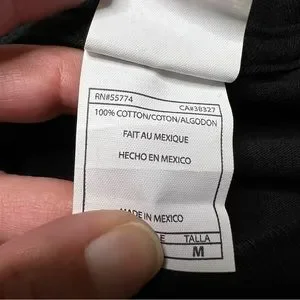 RN#55774 CA#38327
100% COTTON/COTON/ALGODON
FAIT AU MEXIQUE
HECHO EN MEXICO
MADE IN MEXICO
TALLA
M